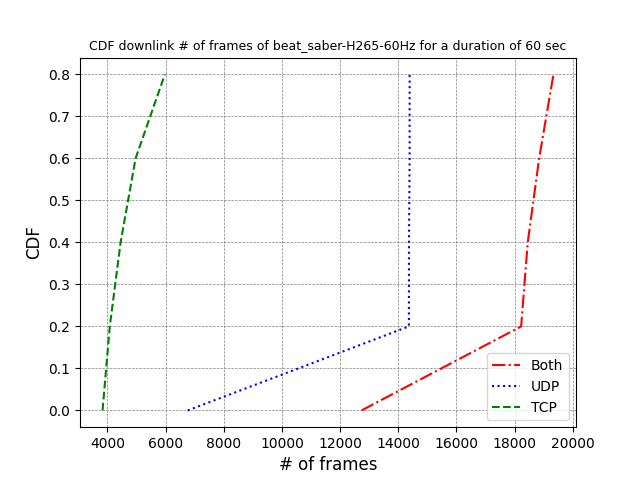 CDF downlink # of frames of beat_saber-H265-60Hz for a duration of 60 sec
0.8
0.7
0.6
0.5
0.4
0.3
0.2
0.1
0.0
CDF
Both
UDP
TCP
4000 6000 8000 10000 12000 14000 16000 18000 20000
# of frames